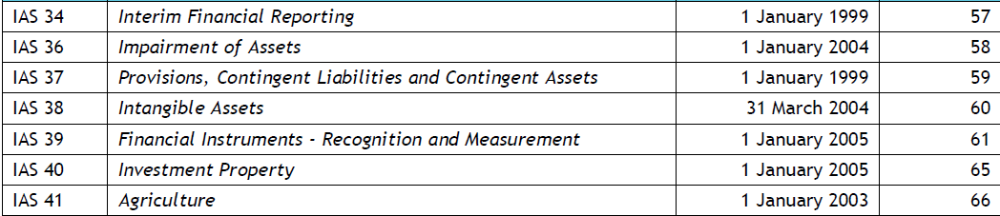 IAS 34 Interim Financial Reporting 1 January 1999 57
IAS 36 Impairment of Assets 1 January 2004 58
IAS 37 Provisions, Contingent Liabilities and Contingent Assets 1 January 1999 59
IAS 38 Intangible Assets 31 March 2004 60
IAS 39 Financial Instruments - Recognition and Measurement 1 January 2005 61
IAS 40 Investment Property 1 January 2005 65
IAS 41 Agriculture 1 January 2003 66